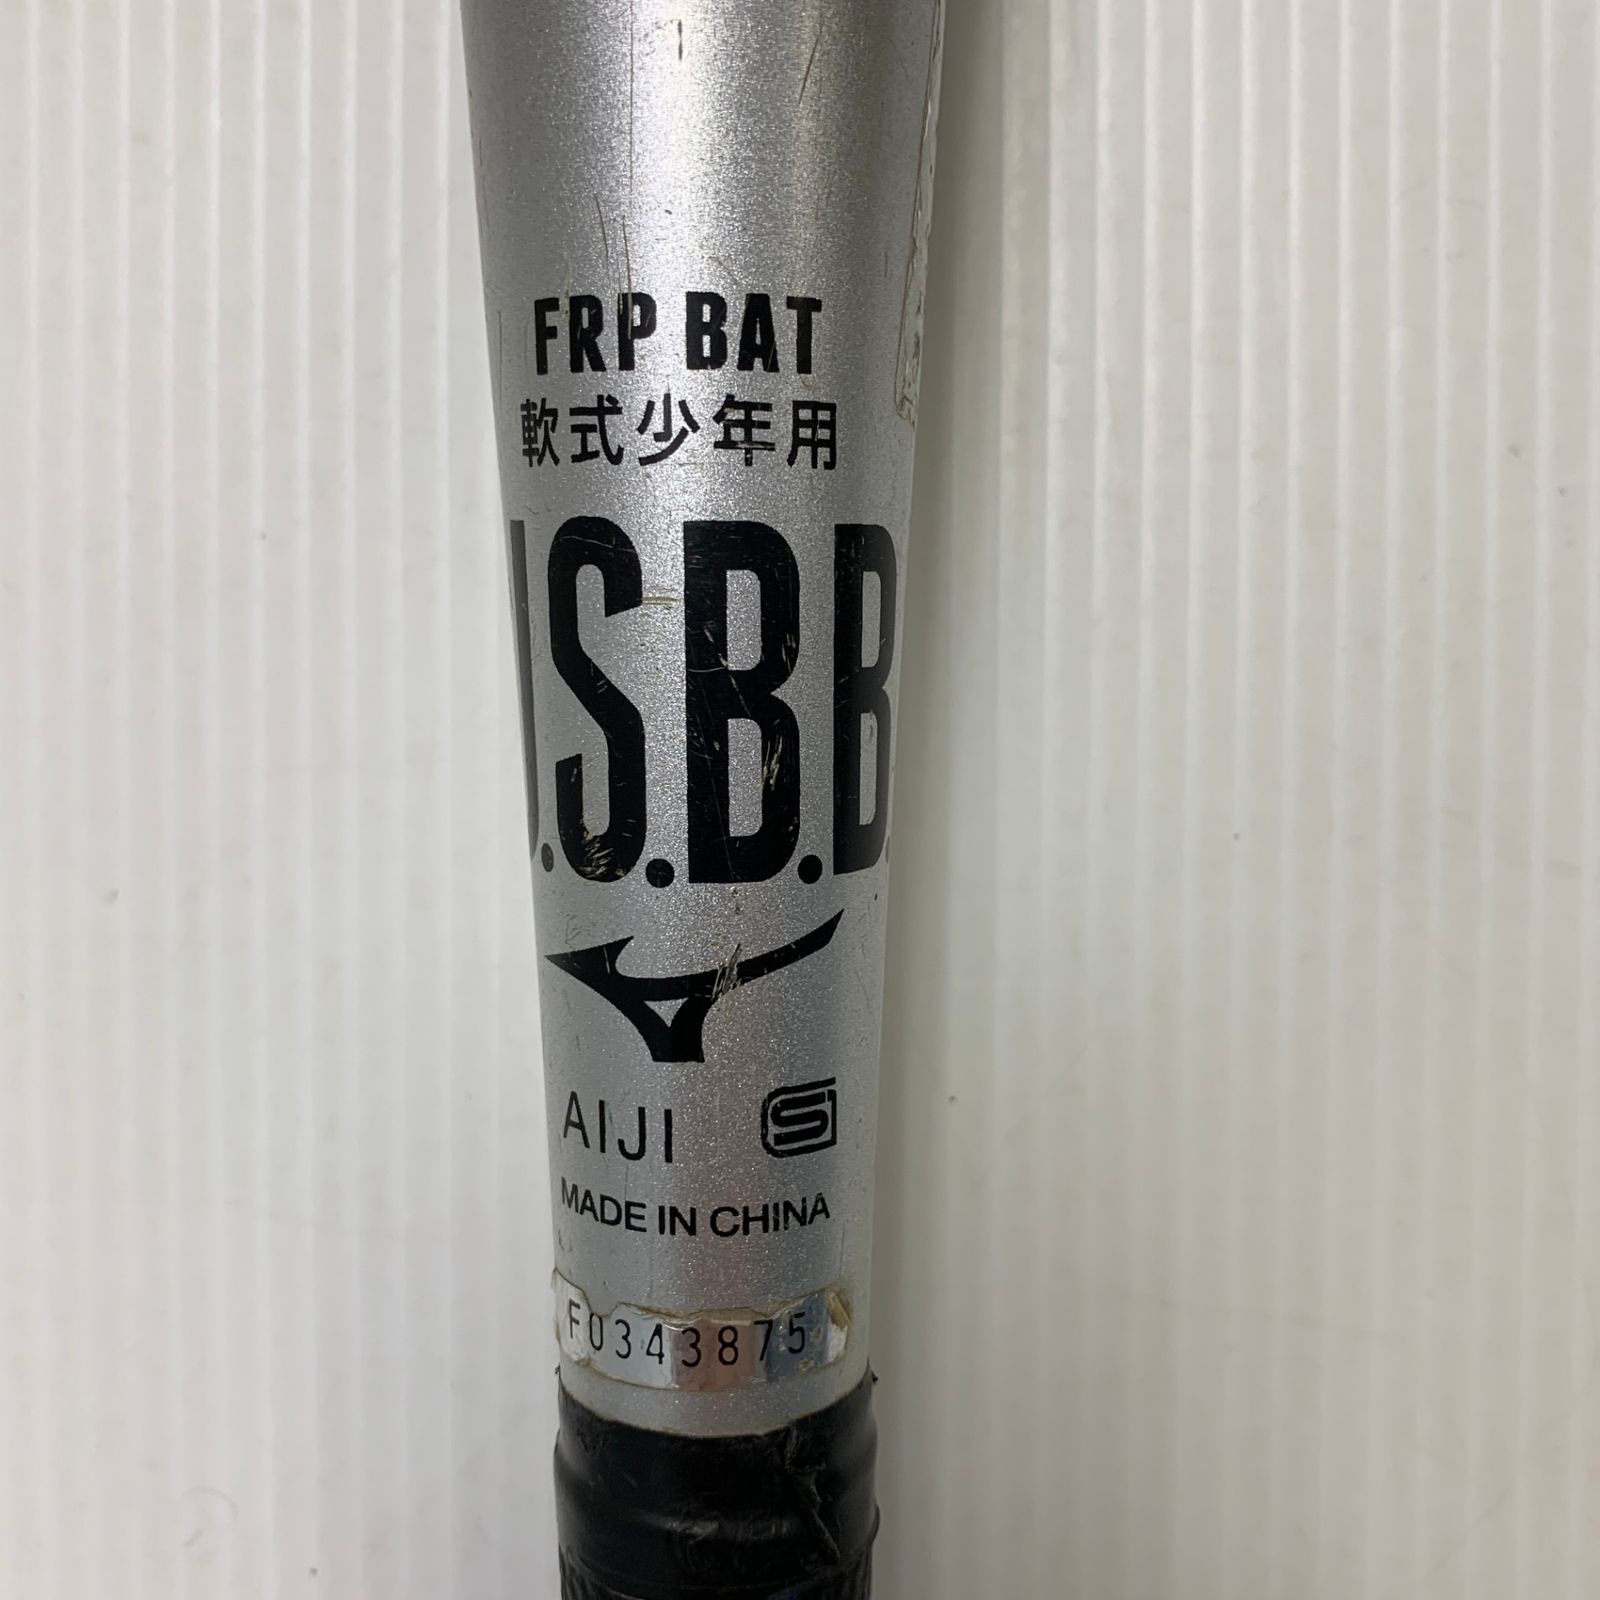 FRP BAT
軟式少年用
J.S.B.B.
AIJI S
MADE IN CHINA
F0343875